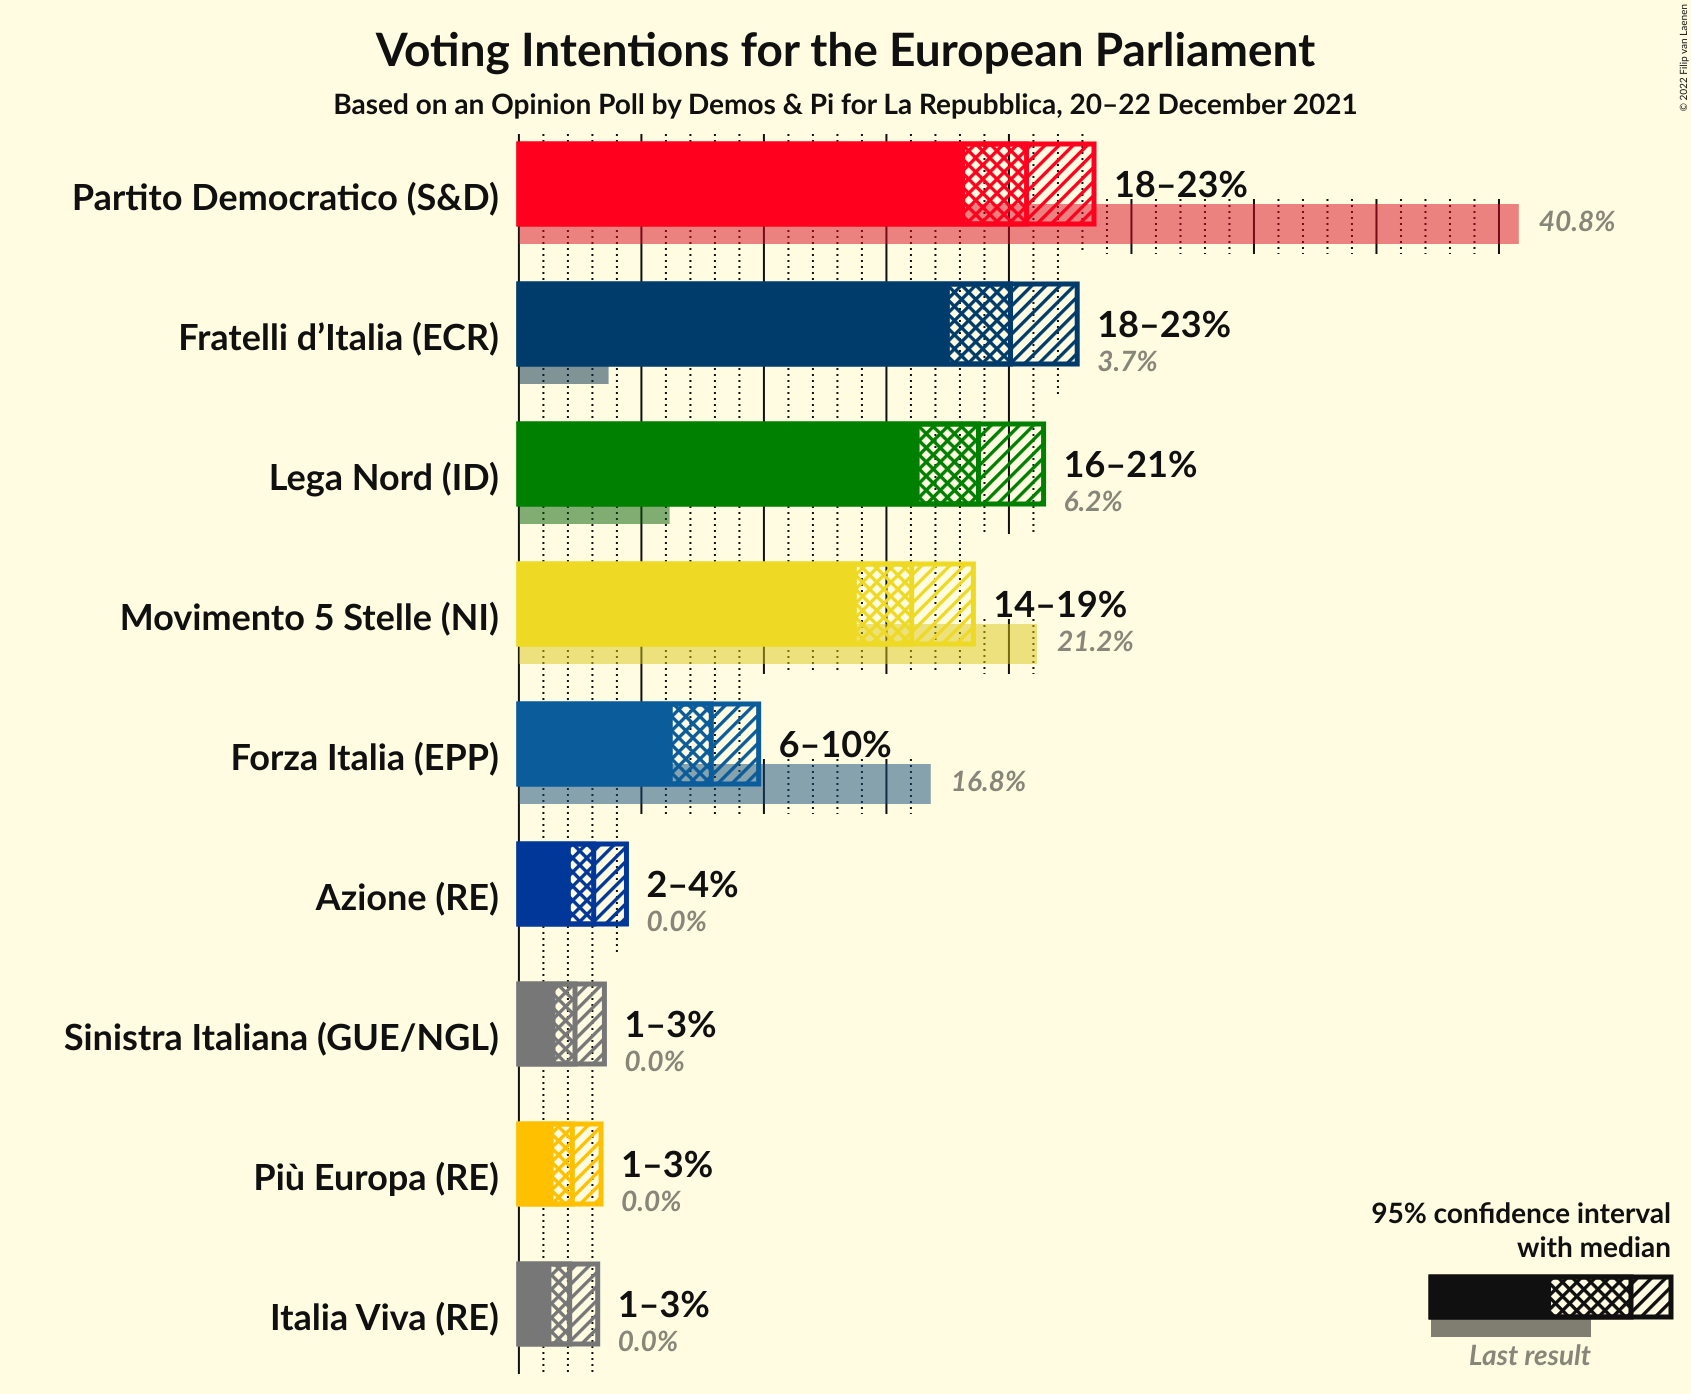 Voting Intentions for the European Parliament
Based on an Opinion Poll by Demos & Pi for La Repubblica, 20–22 December 2021
© 2022 Filip van Laenen
Partito Democratico (S&D)
18–23%
40.8%
Fratelli d’Italia (ECR)
18–23%
3.7%
Lega Nord (ID)
16–21%
6.2%
Movimento 5 Stelle (NI)
14–19%
21.2%
Forza Italia (EPP)
6–10%
16.8%
Azione (RE)
2–4%
0.0%
Sinistra Italiana (GUE/NGL)
1–3%
0.0%
Più Europa (RE)
1–3%
0.0%
Italia Viva (RE)
1–3%
0.0%
95% confidence interval
with median
Last result